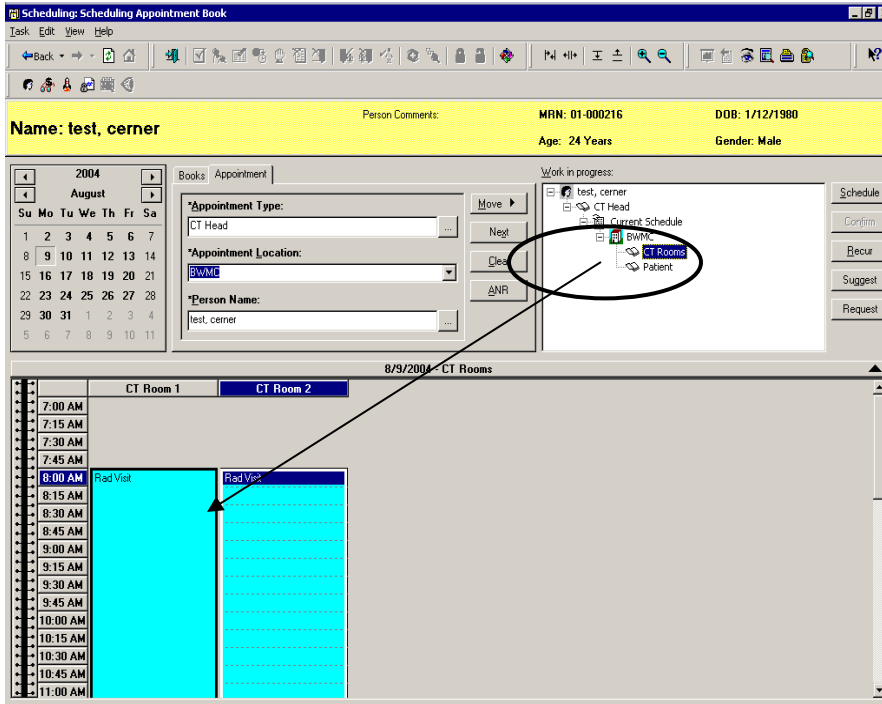 Scheduling: Scheduling Appointment Book
Task Edit View Help
Back
Name: test, cerner
Person Comments:
MRN: 01-000216
DOB: 1/12/1980
Age: 24 Years
Gender: Male
2004
August
Su Mo Tu We Th Fr Sa
1 2 3 4 5 6 7
8 9 10 11 12 13 14
15 16 17 18 19 20 21
22 23 24 25 26 27 28
29 30 31 1 2 3 4
5 6 7 8 9 10 11
Books Appointment
*Appointment Type:
CT Head
...
*Appointment Location:
BWMC
*Person Name:
test, cerner
...
Move
Next
Clear
ANR
Work in progress:
test, cerner
CT Head
Current Schedule
BWMC
CT Rooms
Patient
Schedule
Confirm
Recur
Suggest
Request
8/9/2004 - CT Rooms
CT Room 1 CT Room 2
7:00 AM
7:15 AM
7:30 AM
7:45 AM
8:00 AM Rad Visit Rad Visit
8:15 AM
8:30 AM
8:45 AM
9:00 AM
9:15 AM
9:30 AM
9:45 AM
10:00 AM
10:15 AM
10:30 AM
10:45 AM
11:00 AM